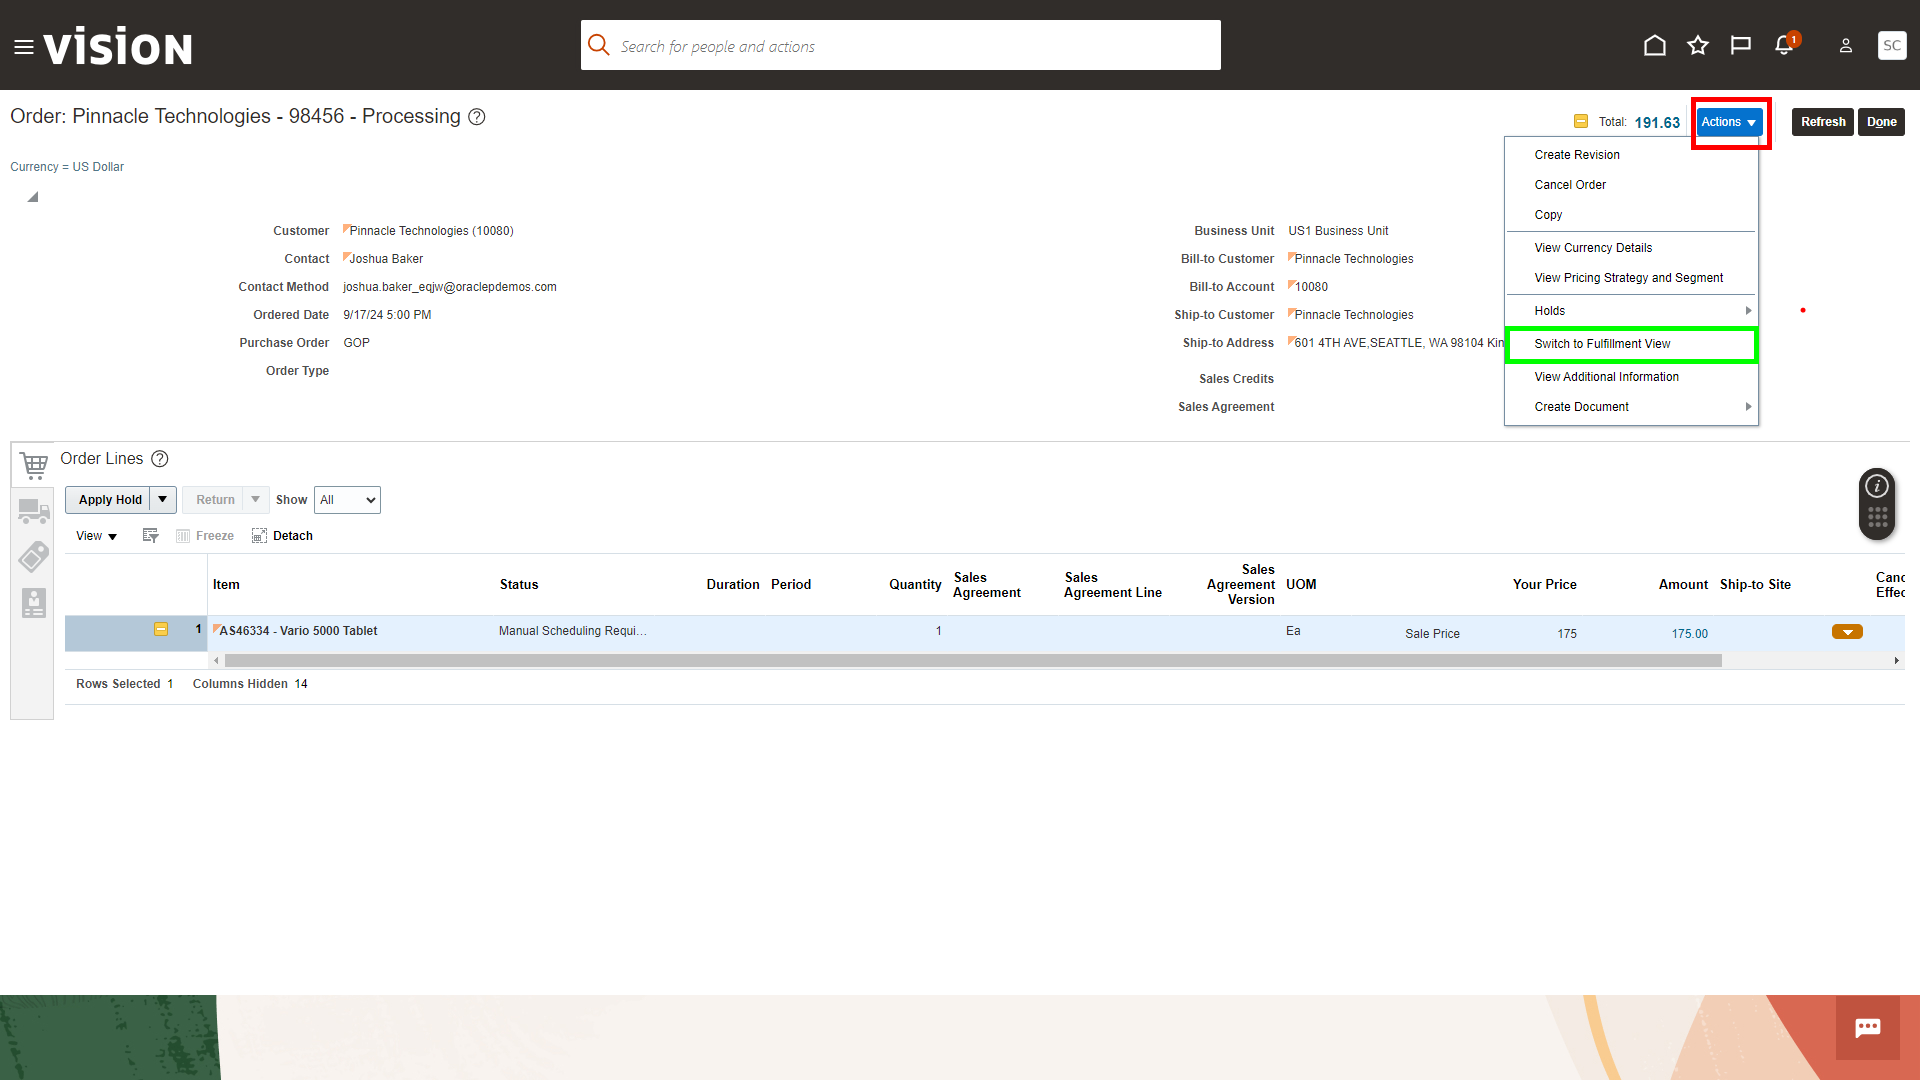 VISION
Search for people and actions
1
SC
Order: Pinnacle Technologies - 98456 - Processing
Total: 191.63
Actions
Refresh
Done
Currency = US Dollar
Create Revision
Cancel Order
Copy
View Currency Details
View Pricing Strategy and Segment
Holds
Switch to Fulfillment View
View Additional Information
Create Document
Customer Pinnacle Technologies (10080)
Contact Joshua Baker
Contact Method joshua.baker_eqjw@oraclepdemos.com
Ordered Date 9/17/24 5:00 PM
Purchase Order GOP
Order Type
Business Unit US1 Business Unit
Bill-to Customer Pinnacle Technologies
Bill-to Account 10080
Ship-to Customer Pinnacle Technologies
Ship-to Address 601 4TH AVE,SEATTLE, WA 98104 Kin
Sales Credits
Sales Agreement
Order Lines
Apply Hold Return Show All
View Freeze Detach
Item Status Duration Period Quantity Sales Agreement Sales Agreement Line Sales Agreement Version UOM Your Price Amount Ship-to Site Canc Effec
1 AS46334 - Vario 5000 Tablet Manual Scheduling Requi... 1 Ea Sale Price 175 175.00
Rows Selected 1 Columns Hidden 14